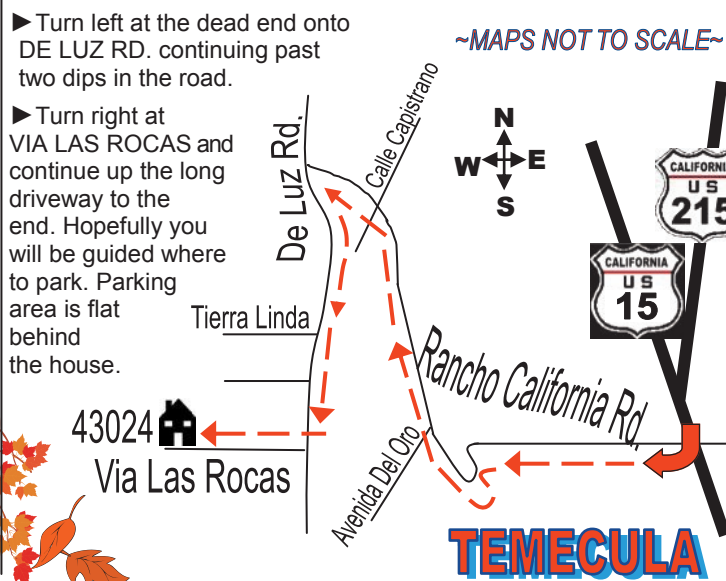 ►Turn left at the dead end onto
DE LUZ RD. continuing past
two dips in the road.
►Turn right at
VIA LAS ROCAS and
continue up the long
driveway to the
end. Hopefully you
will be guided where
to park. Parking
area is flat
behind
the house.
~MAPS NOT TO SCALE~
N
W E
S
De Luz Rd.
Calle Capistrano
CALIFORNIA
US
215
CALIFORNIA
US
15
Tierra Linda
Rancho California Rd.
43024
Via Las Rocas
Avenida Del Oro
TEMECULA